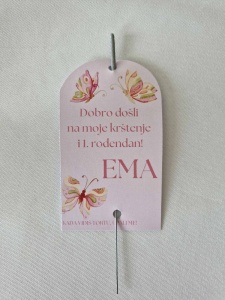 Dobro došli
na moje krštenje
i 1. rođendan!
EMA